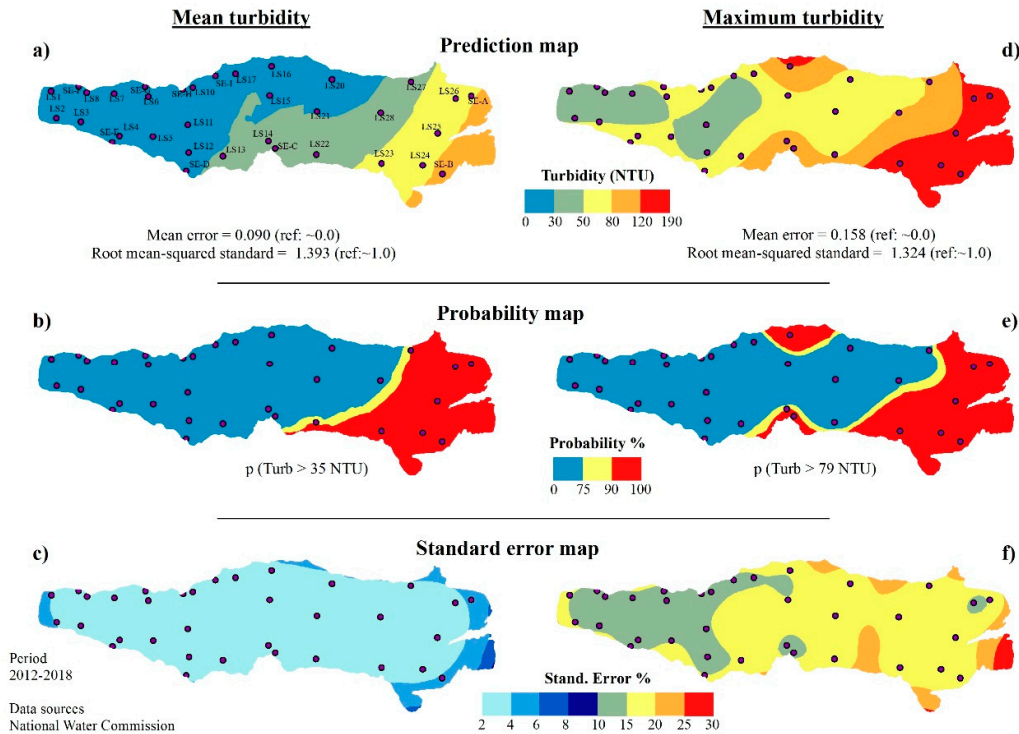 Mean turbidity
Maximum turbidity
Prediction map
a)
d)
LS1
SE-F
LS8
LS7
LS6
SE-H
LS10
SE-I
LS17
LS16
LS20
LS27
LS26
SE-A
LS2
LS3
LS4
SE-E
LS5
LS11
LS15
LS21
LS28
LS25
LS12
SE-D
LS13
LS14
SE-C
LS22
LS23
LS24
SE-B
Turbidity (NTU)
0 30 50 80 120 190
Mean error = 0.090 (ref: ~0.0)
Root mean-squared standard = 1.393 (ref:~1.0)
Mean error = 0.158 (ref: ~0.0)
Root mean-squared standard = 1.324 (ref:~1.0)
b)
Probability map
e)
Probability %
0 75 90 100
p (Turb > 35 NTU)
p (Turb > 79 NTU)
c)
Standard error map
f)
Period
2012-2018
Data sources
National Water Commission
Stand. Error %
2 4 6 8 10 15 20 25 30